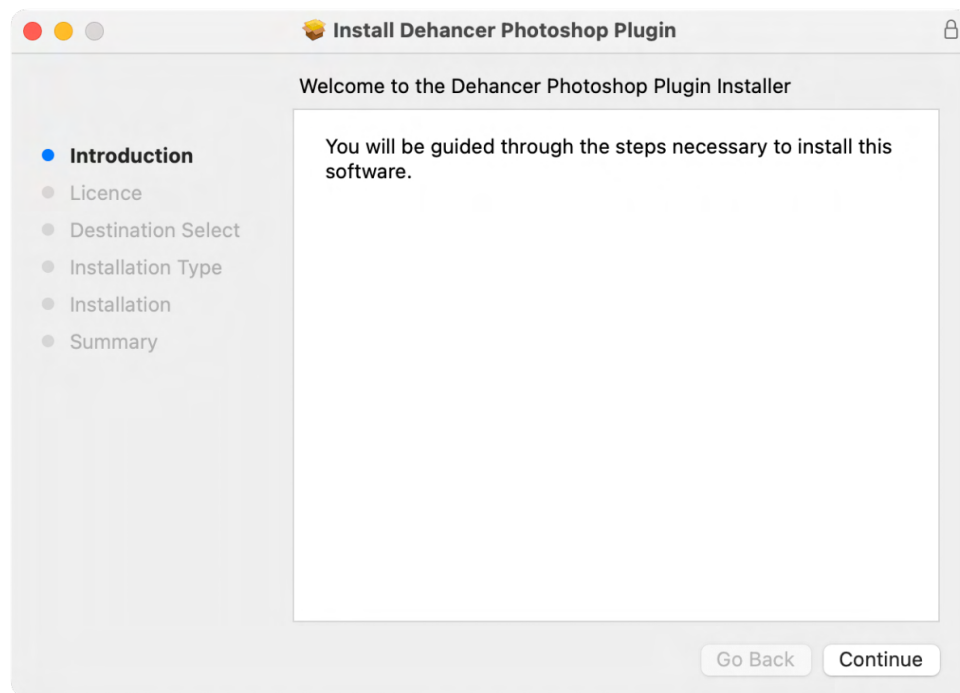 Install Dehancer Photoshop Plugin
Welcome to the Dehancer Photoshop Plugin Installer
Introduction
Licence
Destination Select
Installation Type
Installation
Summary
You will be guided through the steps necessary to install this
software.
Go Back
Continue